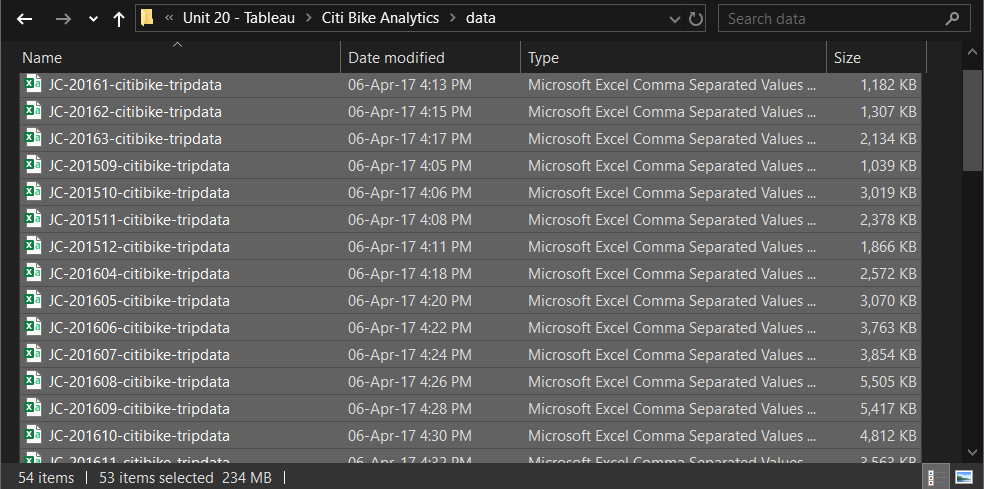 « Unit 20 - Tableau › Citi Bike Analytics › data Search data
Name Date modified Type Size
JC-20161-citibike-tripdata 06-Apr-17 4:13 PM Microsoft Excel Comma Separated Values ... 1,182 KB
JC-20162-citibike-tripdata 06-Apr-17 4:15 PM Microsoft Excel Comma Separated Values ... 1,307 KB
JC-20163-citibike-tripdata 06-Apr-17 4:17 PM Microsoft Excel Comma Separated Values ... 2,134 KB
JC-201509-citibike-tripdata 06-Apr-17 4:05 PM Microsoft Excel Comma Separated Values ... 1,039 KB
JC-201510-citibike-tripdata 06-Apr-17 4:06 PM Microsoft Excel Comma Separated Values ... 3,019 KB
JC-201511-citibike-tripdata 06-Apr-17 4:08 PM Microsoft Excel Comma Separated Values ... 2,378 KB
JC-201512-citibike-tripdata 06-Apr-17 4:11 PM Microsoft Excel Comma Separated Values ... 1,866 KB
JC-201604-citibike-tripdata 06-Apr-17 4:18 PM Microsoft Excel Comma Separated Values ... 2,572 KB
JC-201605-citibike-tripdata 06-Apr-17 4:20 PM Microsoft Excel Comma Separated Values ... 3,070 KB
JC-201606-citibike-tripdata 06-Apr-17 4:22 PM Microsoft Excel Comma Separated Values ... 3,763 KB
JC-201607-citibike-tripdata 06-Apr-17 4:24 PM Microsoft Excel Comma Separated Values ... 3,854 KB
JC-201608-citibike-tripdata 06-Apr-17 4:26 PM Microsoft Excel Comma Separated Values ... 5,505 KB
JC-201609-citibike-tripdata 06-Apr-17 4:28 PM Microsoft Excel Comma Separated Values ... 5,417 KB
JC-201610-citibike-tripdata 06-Apr-17 4:30 PM Microsoft Excel Comma Separated Values ... 4,812 KB
JC-201611-citibike-tripdata 06-Apr-17 4:32 PM Microsoft Excel Comma Separated Values ... 3,563 KB
54 items 53 items selected 234 MB